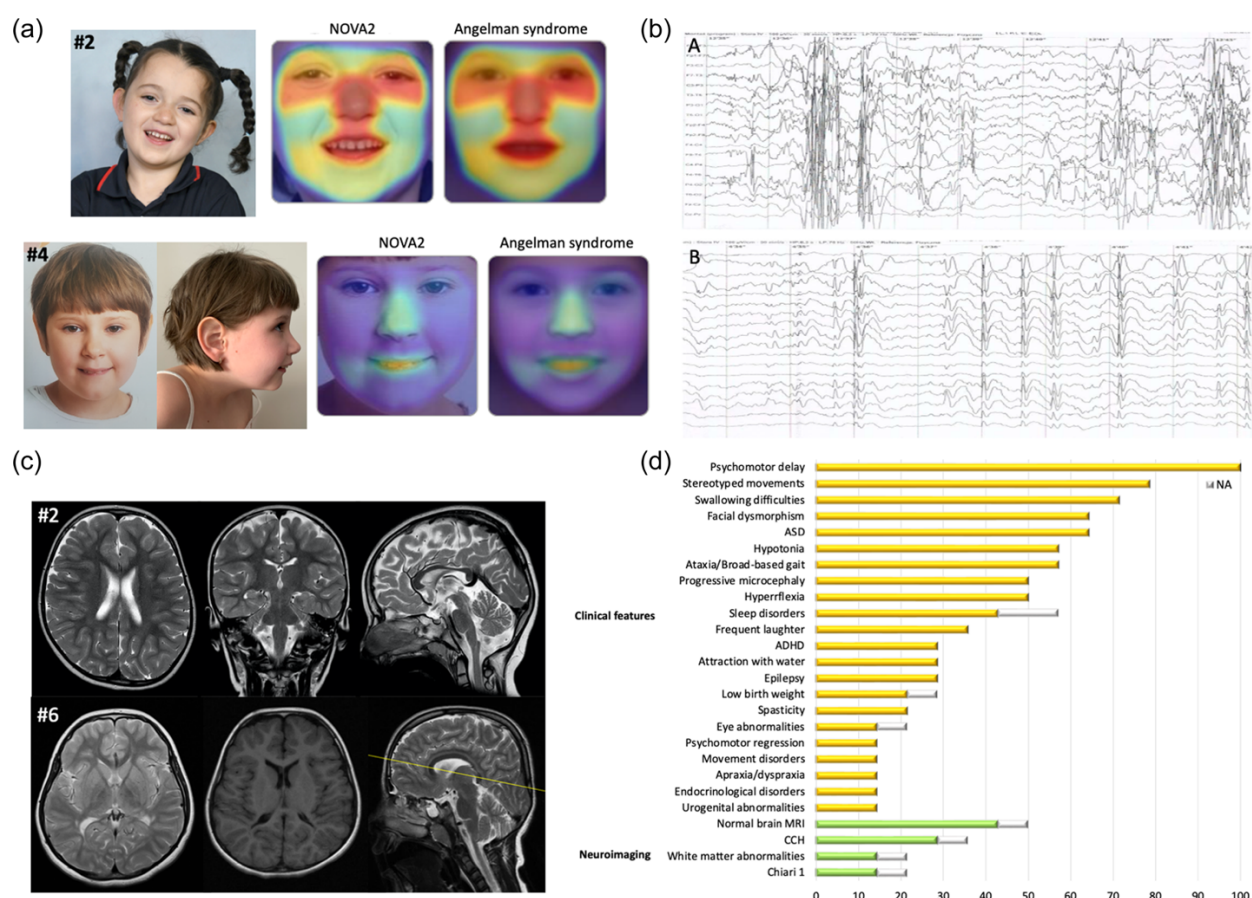 (a)
#2
NOVA2
Angelman syndrome
#4
NOVA2
Angelman syndrome
(b)
A
B
(c)
#2
#6
(d)
Psychomotor delay
Stereotyped movements
NA
Swallowing difficulties
Facial dysmorphism
ASD
Hypotonia
Ataxia/Broad-based gait
Progressive microcephaly
Hyperrflexia
Clinical features
Sleep disorders
Frequent laughter
ADHD
Attraction with water
Epilepsy
Low birth weight
Spasticity
Eye abnormalities
Psychomotor regression
Movement disorders
Apraxia/dyspraxia
Endocrinological disorders
Urogenital abnormalities
Normal brain MRI
CCH
Neuroimaging
White matter abnormalities
Chiari 1
0 10 20 30 40 50 60 70 80 90 100